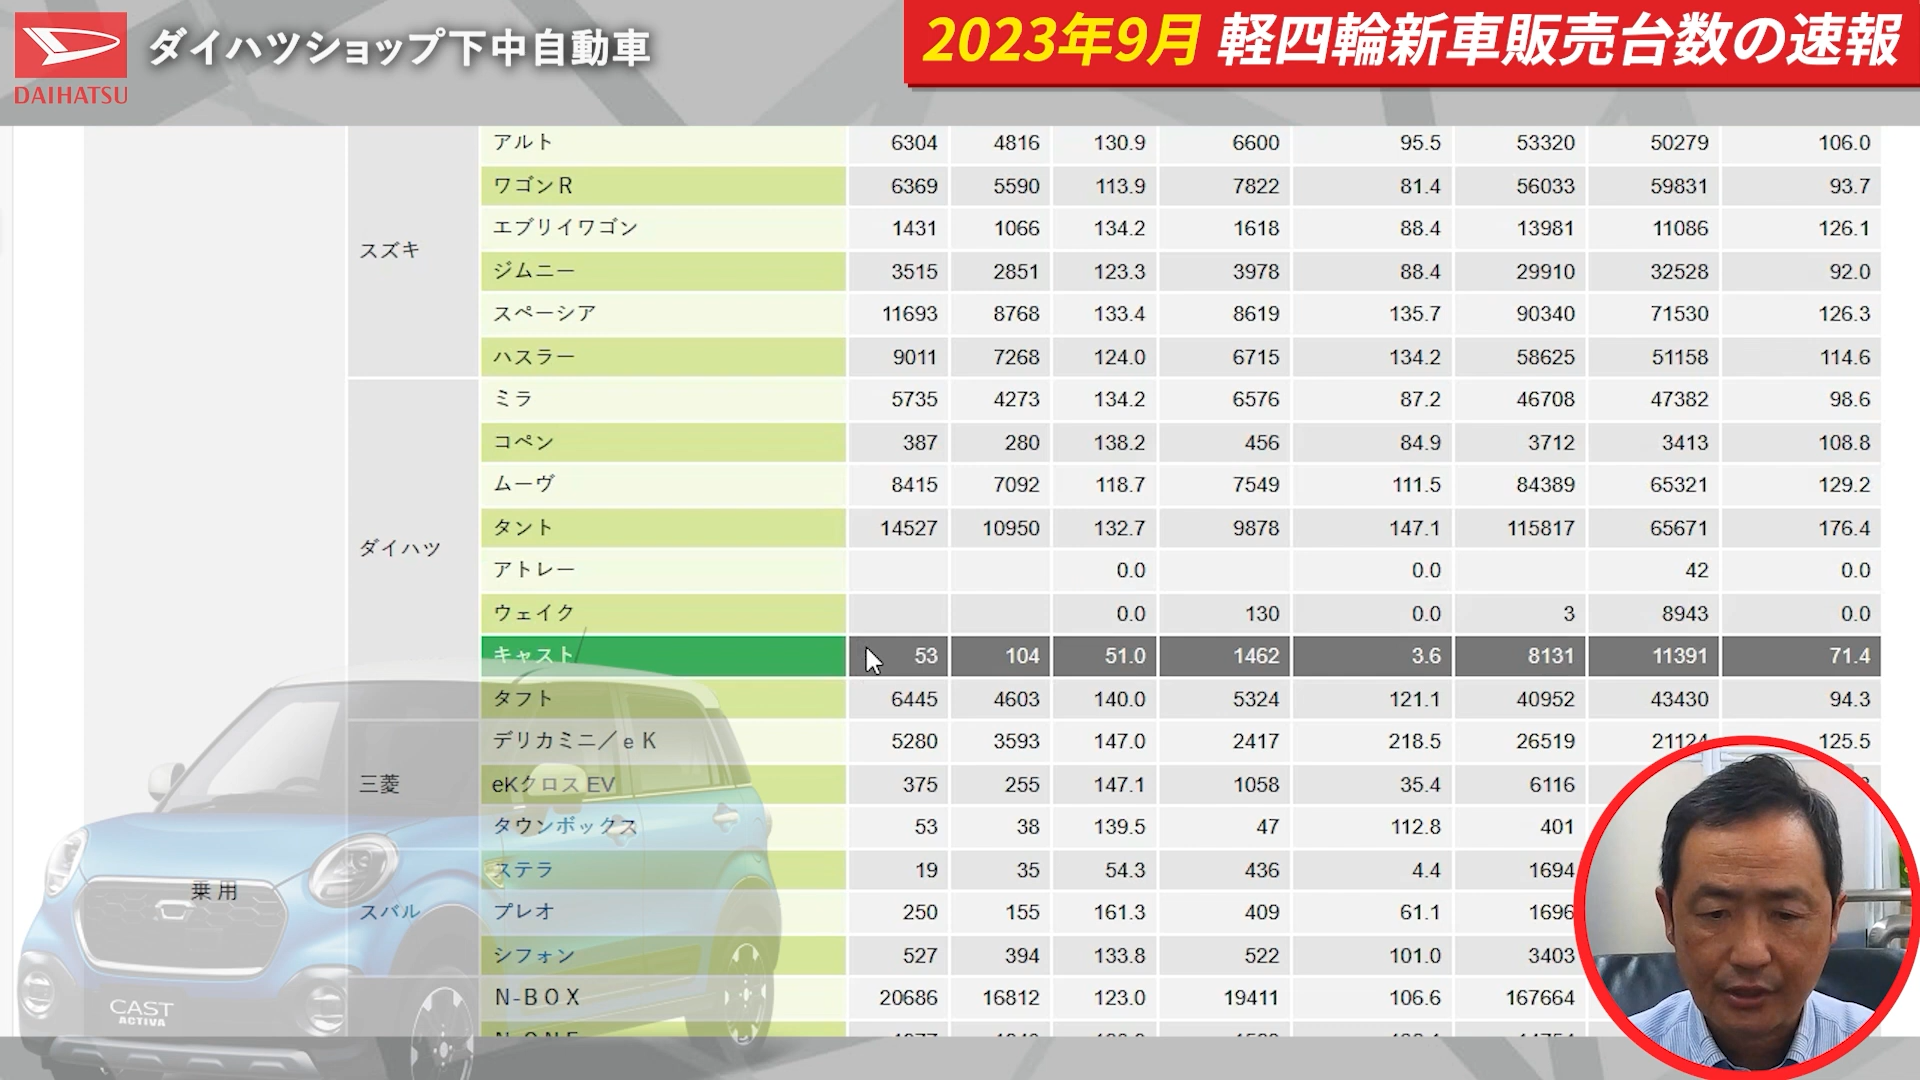 DAIHATSU
ダイハツショップ下中自動車
2023年9月 軽四輪新車販売台数の速報
アルト 6304 4816 130.9 6600 95.5 53320 50279 106.0
ワゴンR 6369 5590 113.9 7822 81.4 56033 59831 93.7
エブリイワゴン 1431 1066 134.2 1618 88.4 13981 11086 126.1
スズキ
ジムニー 3515 2851 123.3 3978 88.4 29910 32528 92.0
スペーシア 11693 8768 133.4 8619 135.7 90340 71530 126.3
ハスラー 9011 7268 124.0 6715 134.2 58625 51158 114.6
ミラ 5735 4273 134.2 6576 87.2 46708 47382 98.6
コペン 387 280 138.2 456 84.9 3712 3413 108.8
ムーヴ 8415 7092 118.7 7549 111.5 84389 65321 129.2
タント 14527 10950 132.7 9878 147.1 115817 65671 176.4
ダイハツ
アトレー 0.0 0.0 42 0.0
ウェイク 0.0 130 0.0 3 8943 0.0
キャスト 53 104 51.0 1462 3.6 8131 11391 71.4
タフト 6445 4603 140.0 5324 121.1 40952 43430 94.3
デリカミニ／eK 5280 3593 147.0 2417 218.5 26519 21124 125.5
三菱 eKクロス EV 375 255 147.1 1058 35.4 6116
タウンボックス 53 38 139.5 47 112.8 401
ステラ 19 35 54.3 436 4.4 1694
乗用
スバル プレオ 250 155 161.3 409 61.1 1696
シフォン 527 394 133.8 522 101.0 3403
N-BOX 20686 16812 123.0 19411 106.6 167664
CAST
ACTIVA